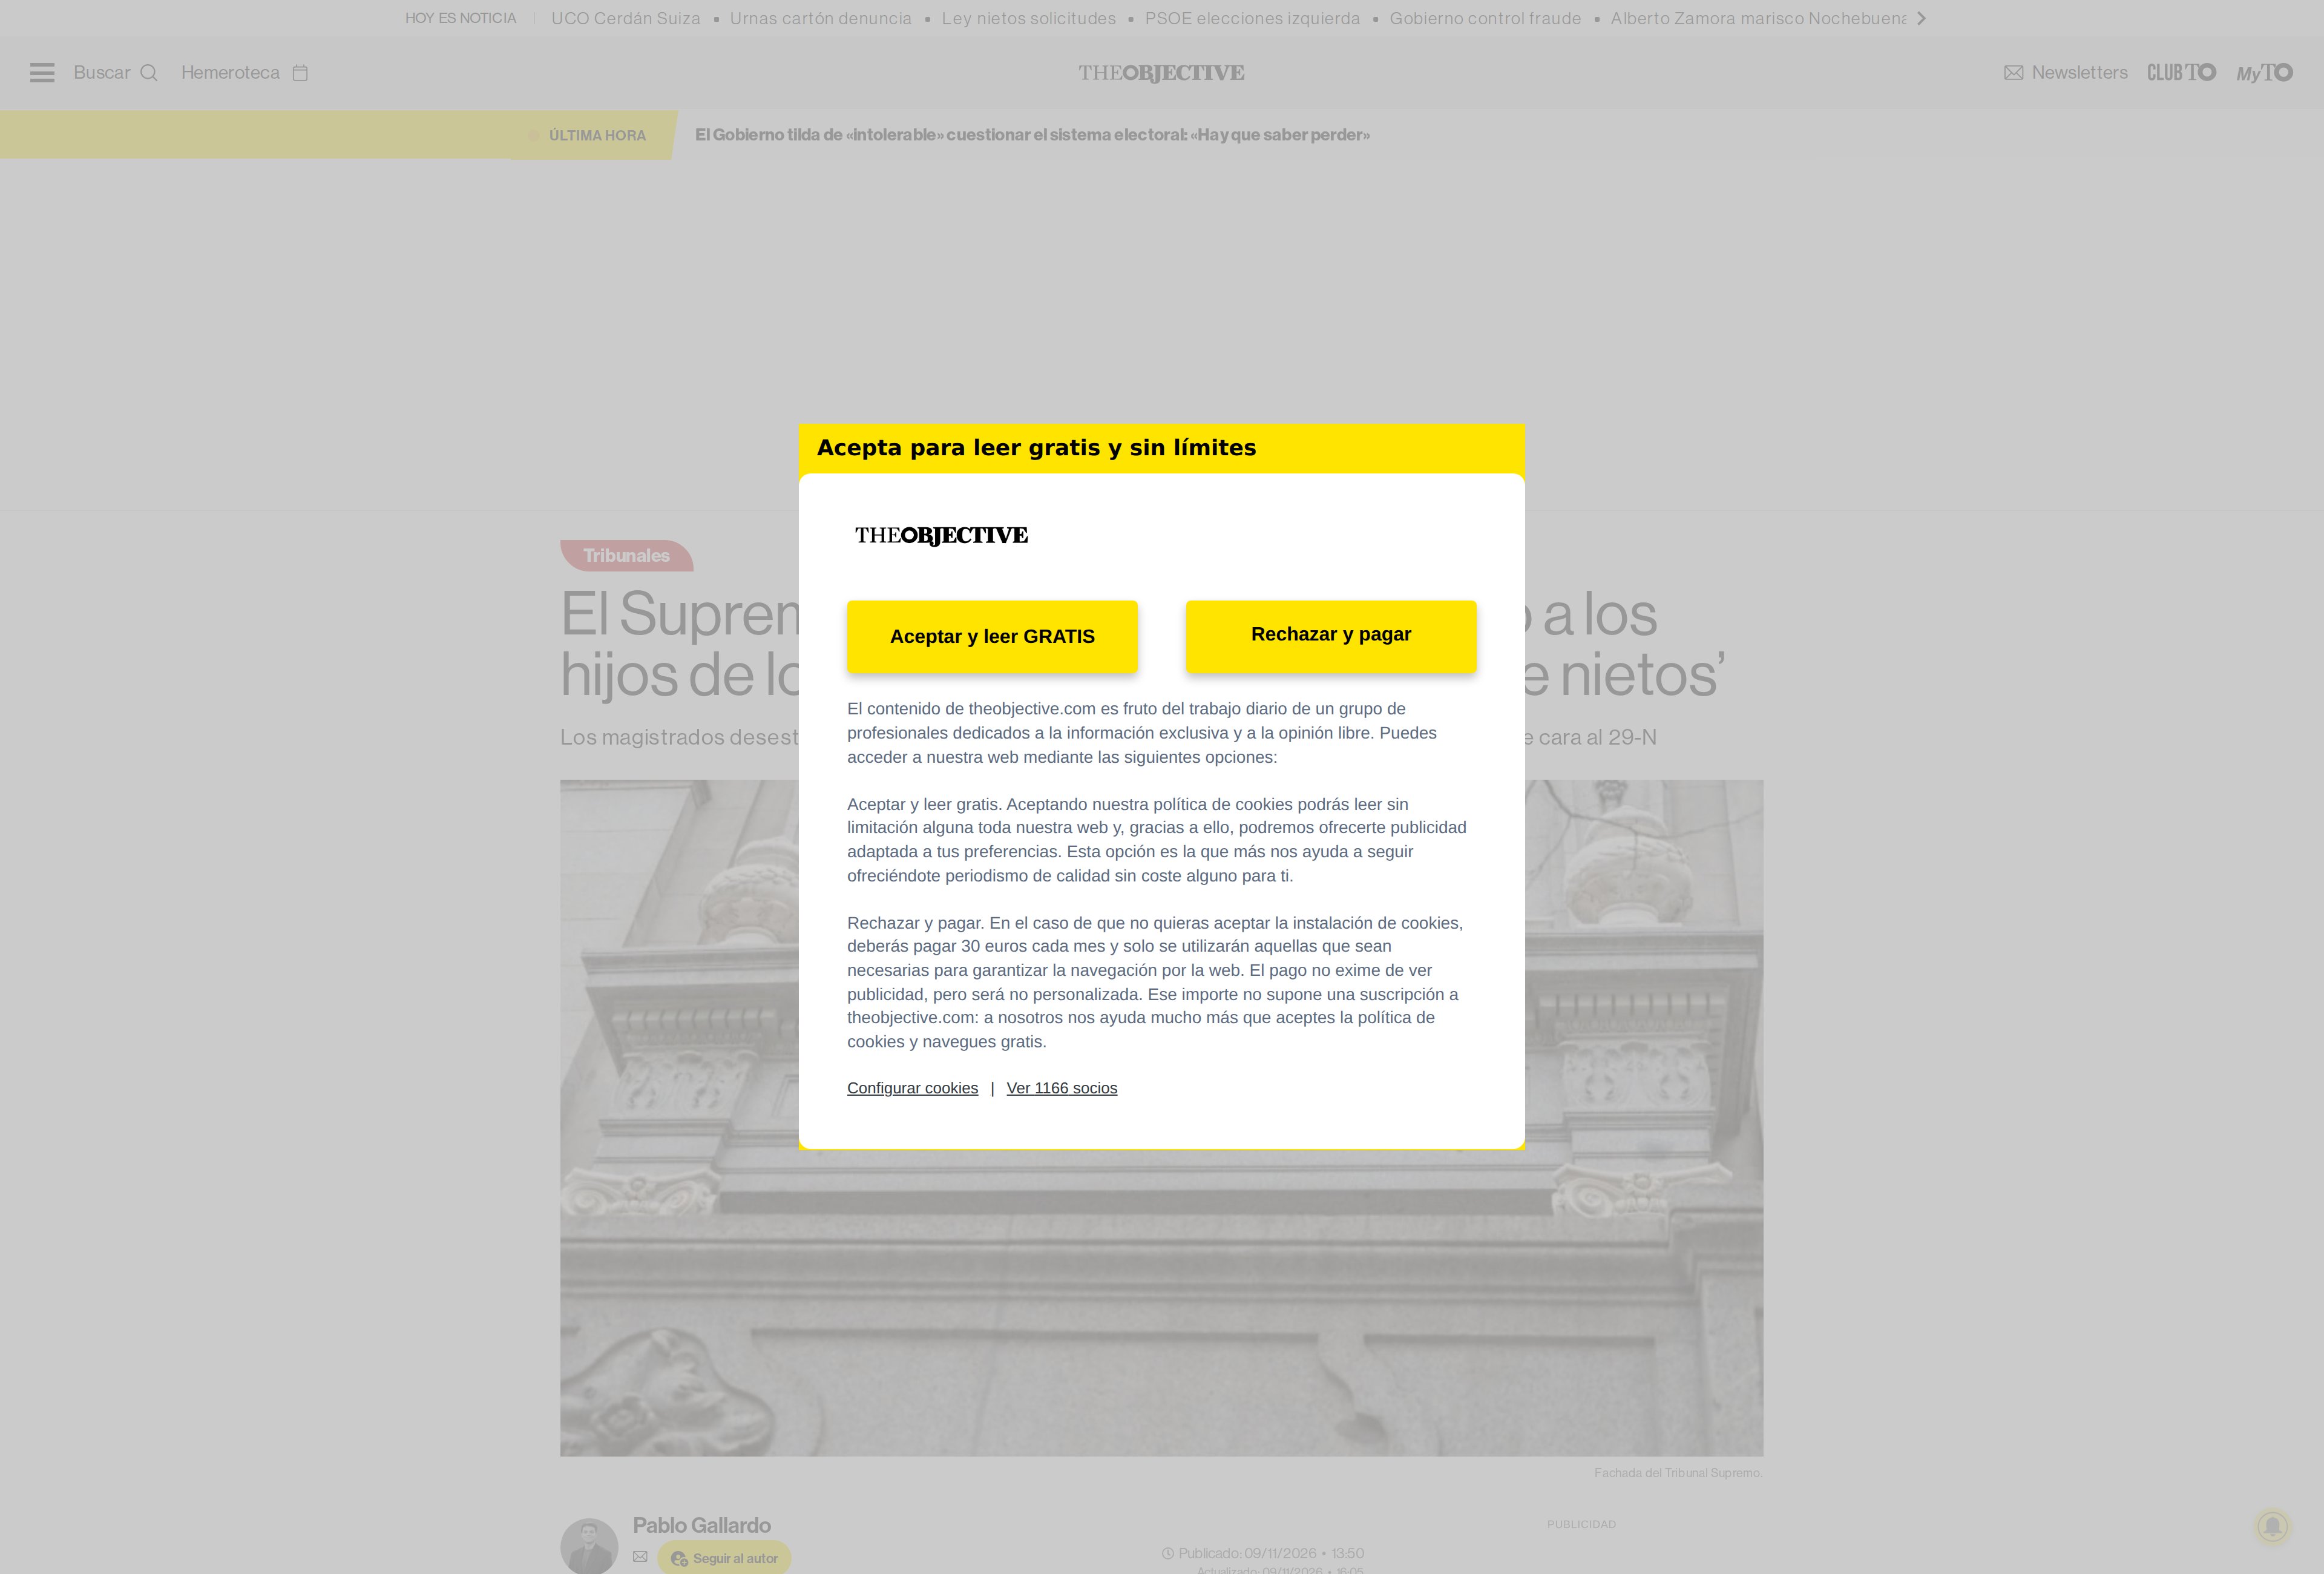 HOY ES NOTICIA
UCO Cerdán Suiza ▪ Urnas cartón denuncia ▪ Ley nietos solicitudes ▪ PSOE elecciones izquierda ▪ Gobierno control fraude ▪ Alberto Zamora marisco Nochebuena
Buscar Hemeroteca THEOBJECTIVE Newsletters CLUB TO MyTO
ÚLTIMA HORA El Gobierno tilda de «intolerable» cuestionar el sistema electoral: «Hay que saber perder»
Acepta para leer gratis y sin límites
THEOBJECTIVE
Aceptar y leer GRATIS Rechazar y pagar
El contenido de theobjective.com es fruto del trabajo diario de un grupo de
profesionales dedicados a la información exclusiva y a la opinión libre. Puedes
acceder a nuestra web mediante las siguientes opciones:
Aceptar y leer gratis. Aceptando nuestra política de cookies podrás leer sin
limitación alguna toda nuestra web y, gracias a ello, podremos ofrecerte publicidad
adaptada a tus preferencias. Esta opción es la que más nos ayuda a seguir
ofreciéndote periodismo de calidad sin coste alguno para ti.
Rechazar y pagar. En el caso de que no quieras aceptar la instalación de cookies,
deberás pagar 30 euros cada mes y solo se utilizarán aquellas que sean
necesarias para garantizar la navegación por la web. El pago no exime de ver
publicidad, pero será no personalizada. Ese importe no supone una suscripción a
theobjective.com: a nosotros nos ayuda mucho más que aceptes la política de
cookies y navegues gratis.
Configurar cookies | Ver 1166 socios
Tribunales
El Suprem a los
hijos de lo e nietos’
Los magistrados desest e cara al 29-N
Fachada del Tribunal Supremo.
Pablo Gallardo
Seguir al autor
PUBLICIDAD
Publicado: 09/11/2026 • 13:50
Actualizado: 09/11/2026 • 16:05